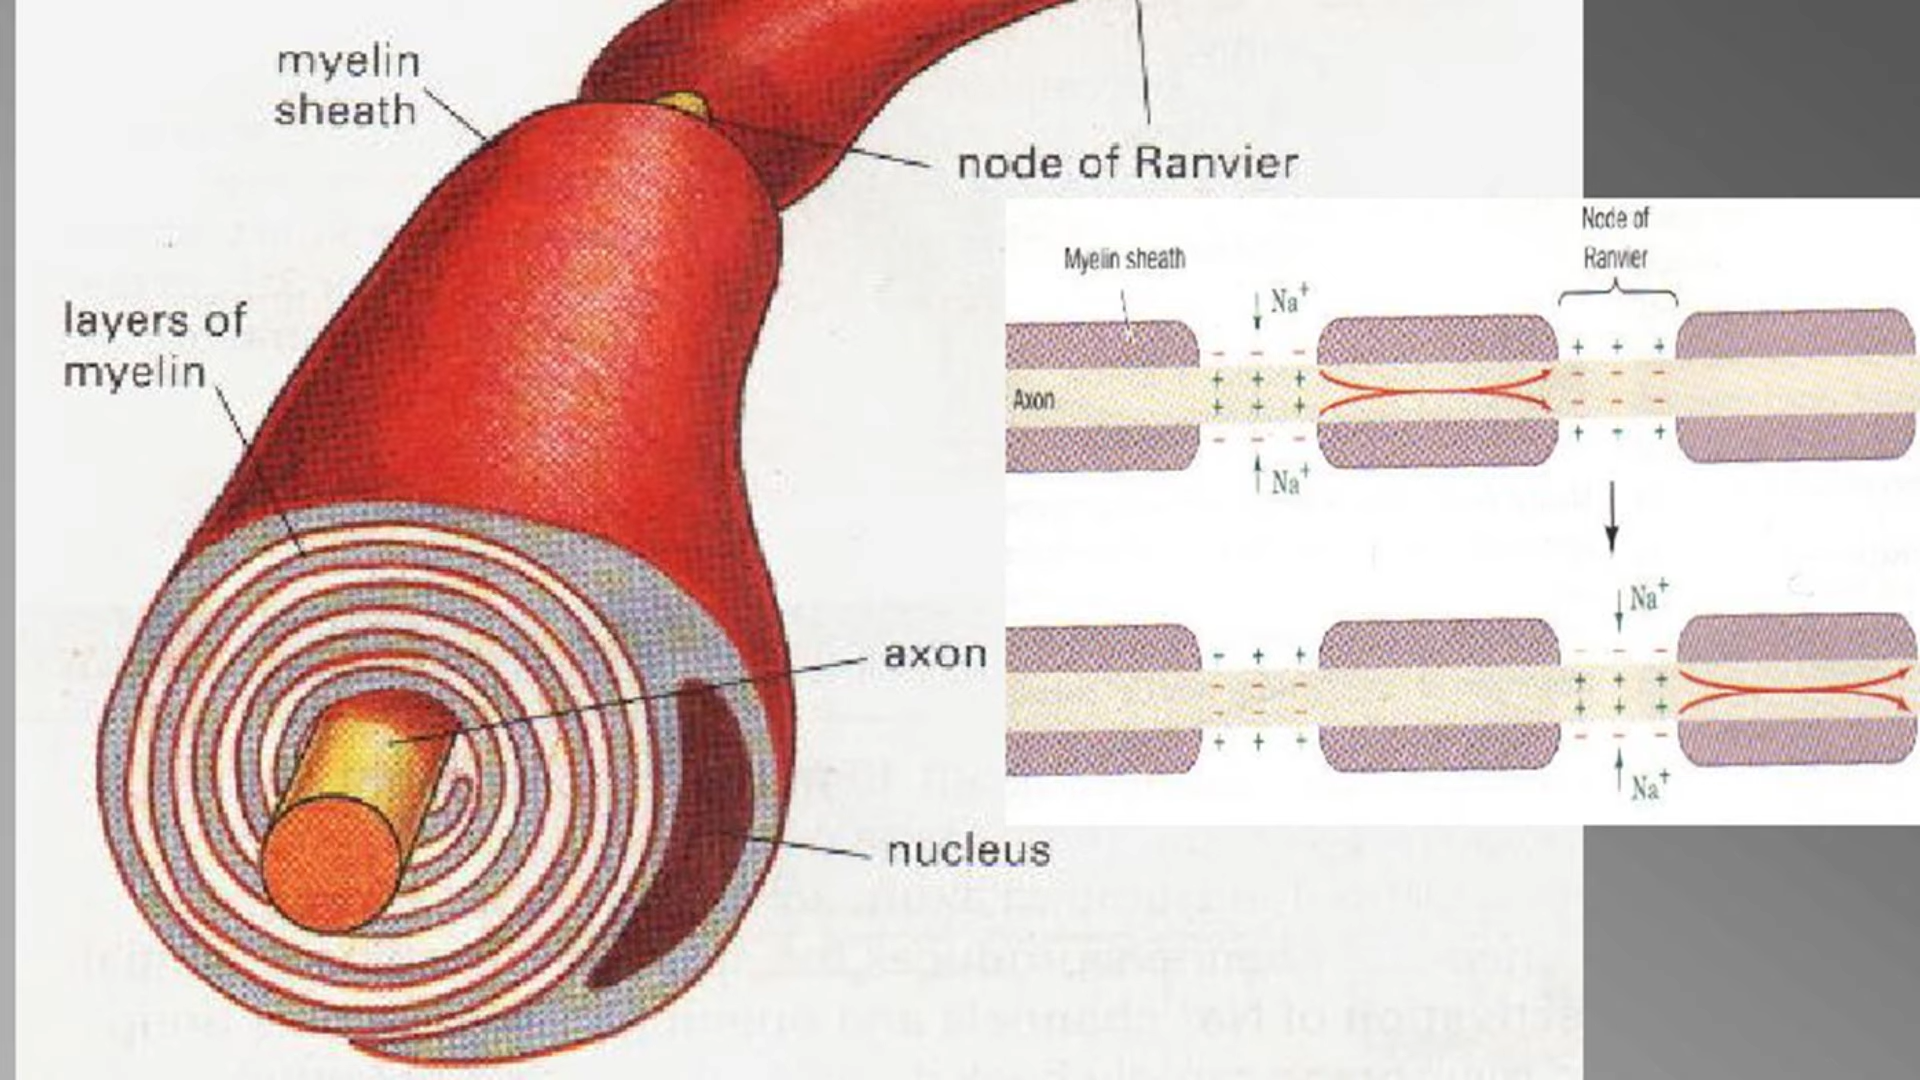 myelin
sheath
node of Ranvier
layers of
myelin
axon
nucleus
Node of
Ranvier
Myelin sheath
Na+
- - -
+ + +
+ + +
- - -
Axon
+ + +
- - -
- - -
+ + +
Na+
Na+
+ + +
- - -
- - -
+ + +
- - -
+ + +
+ + +
- - -
Na+